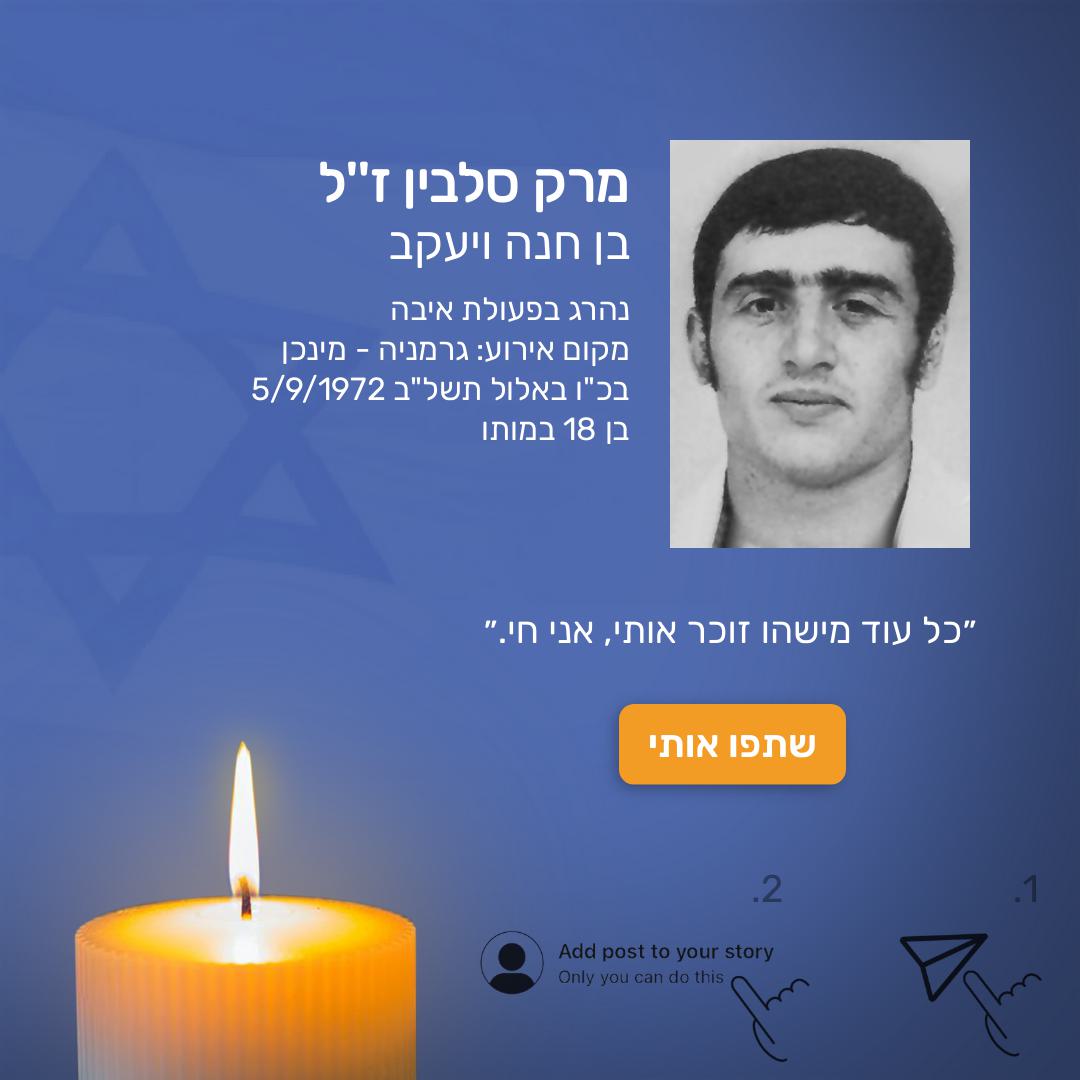 מרק סלבין ז"ל
בן חנה ויעקב
נהרג בפעולת איבה
מקום אירוע: גרמניה - מינכן
בכ"ו באלול תשל"ב 5/9/1972
בן 18 במותו
״כל עוד מישהו זוכר אותי, אני חי.״
שתפו אותי
1.
2.
Add post to your story
Only you can do this